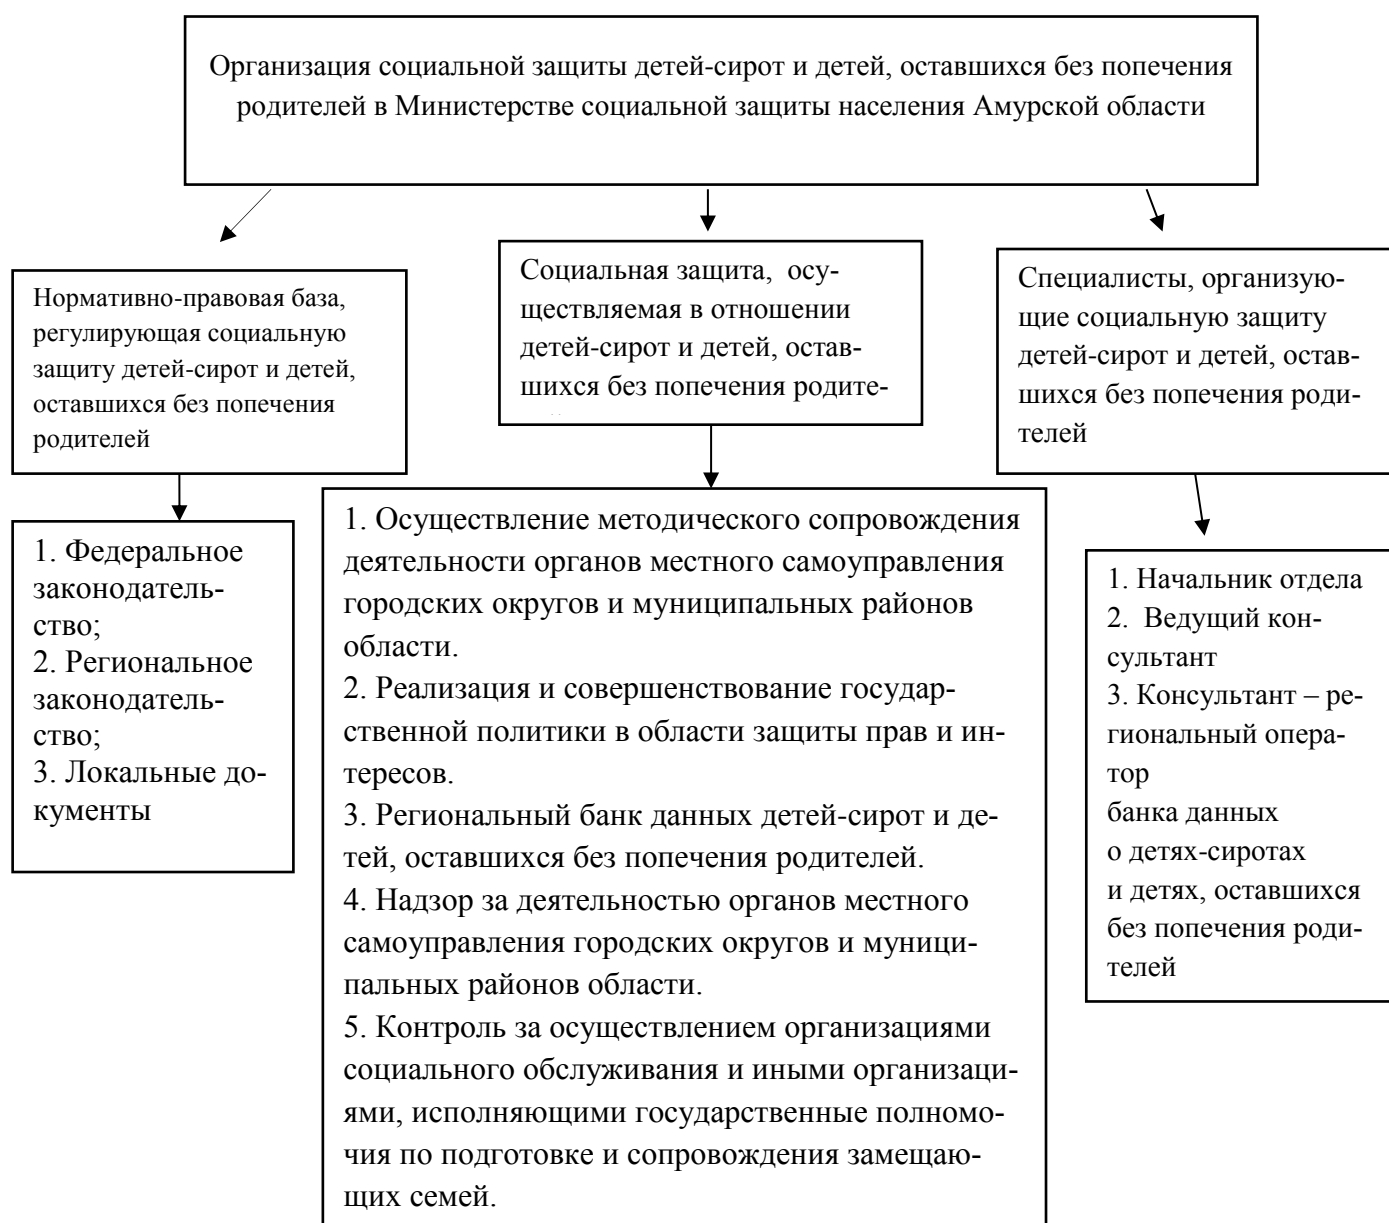 Организация социальной защиты детей-сирот и детей, оставшихся без попечения
родителей в Министерстве социальной защиты населения Амурской области
Нормативно-правовая база,
регулирующая социальную
защиту детей-сирот и детей,
оставшихся без попечения
родителей
Социальная защита,  осу-
ществляемая в отношении
детей-сирот и детей, остав-
шихся без попечения родите-
Специалисты, организую-
щие социальную защиту
детей-сирот и детей, остав-
шихся без попечения роди-
телей
1. Федеральное
законодатель-
ство;
2. Региональное
законодатель-
ство;
3. Локальные до-
кументы
1. Осуществление методического сопровождения
деятельности органов местного самоуправления
городских округов и муниципальных районов
области.
2. Реализация и совершенствование государ-
ственной политики в области защиты прав и ин-
тересов.
3. Региональный банк данных детей-сирот и де-
тей, оставшихся без попечения родителей.
4. Надзор за деятельностью органов местного
самоуправления городских округов и муници-
пальных районов области.
5. Контроль за осуществлением организациями
социального обслуживания и иными организаци-
ями, исполняющими государственные полномо-
чия по подготовке и сопровождения замещаю-
щих семей.
1. Начальник отдела
2.  Ведущий кон-
сультант
3. Консультант – ре-
гиональный опера-
тор
банка данных
о детях-сиротах
и детях, оставшихся
без попечения роди-
телей